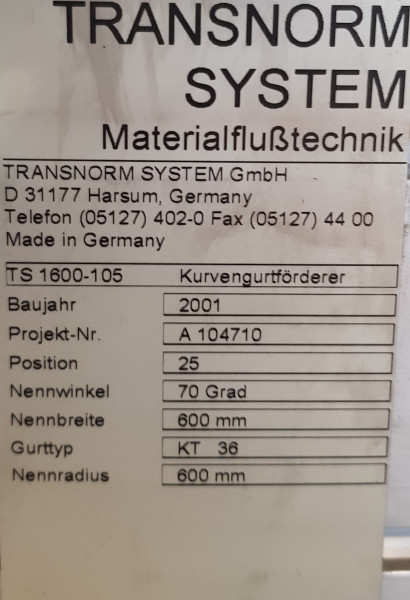 TRANSNORM
SYSTEM
Materialflußtechnik
TRANSNORM SYSTEM GmbH
D 31177 Harsum, Germany
Telefon (05127) 402-0 Fax (05127) 44 00
Made in Germany
TS 1600-105 Kurvengurtförderer
Baujahr 2001
Projekt-Nr. A 104710
Position 25
Nennwinkel 70 Grad
Nennbreite 600 mm
Gurttyp KT 36
Nennradius 600 mm